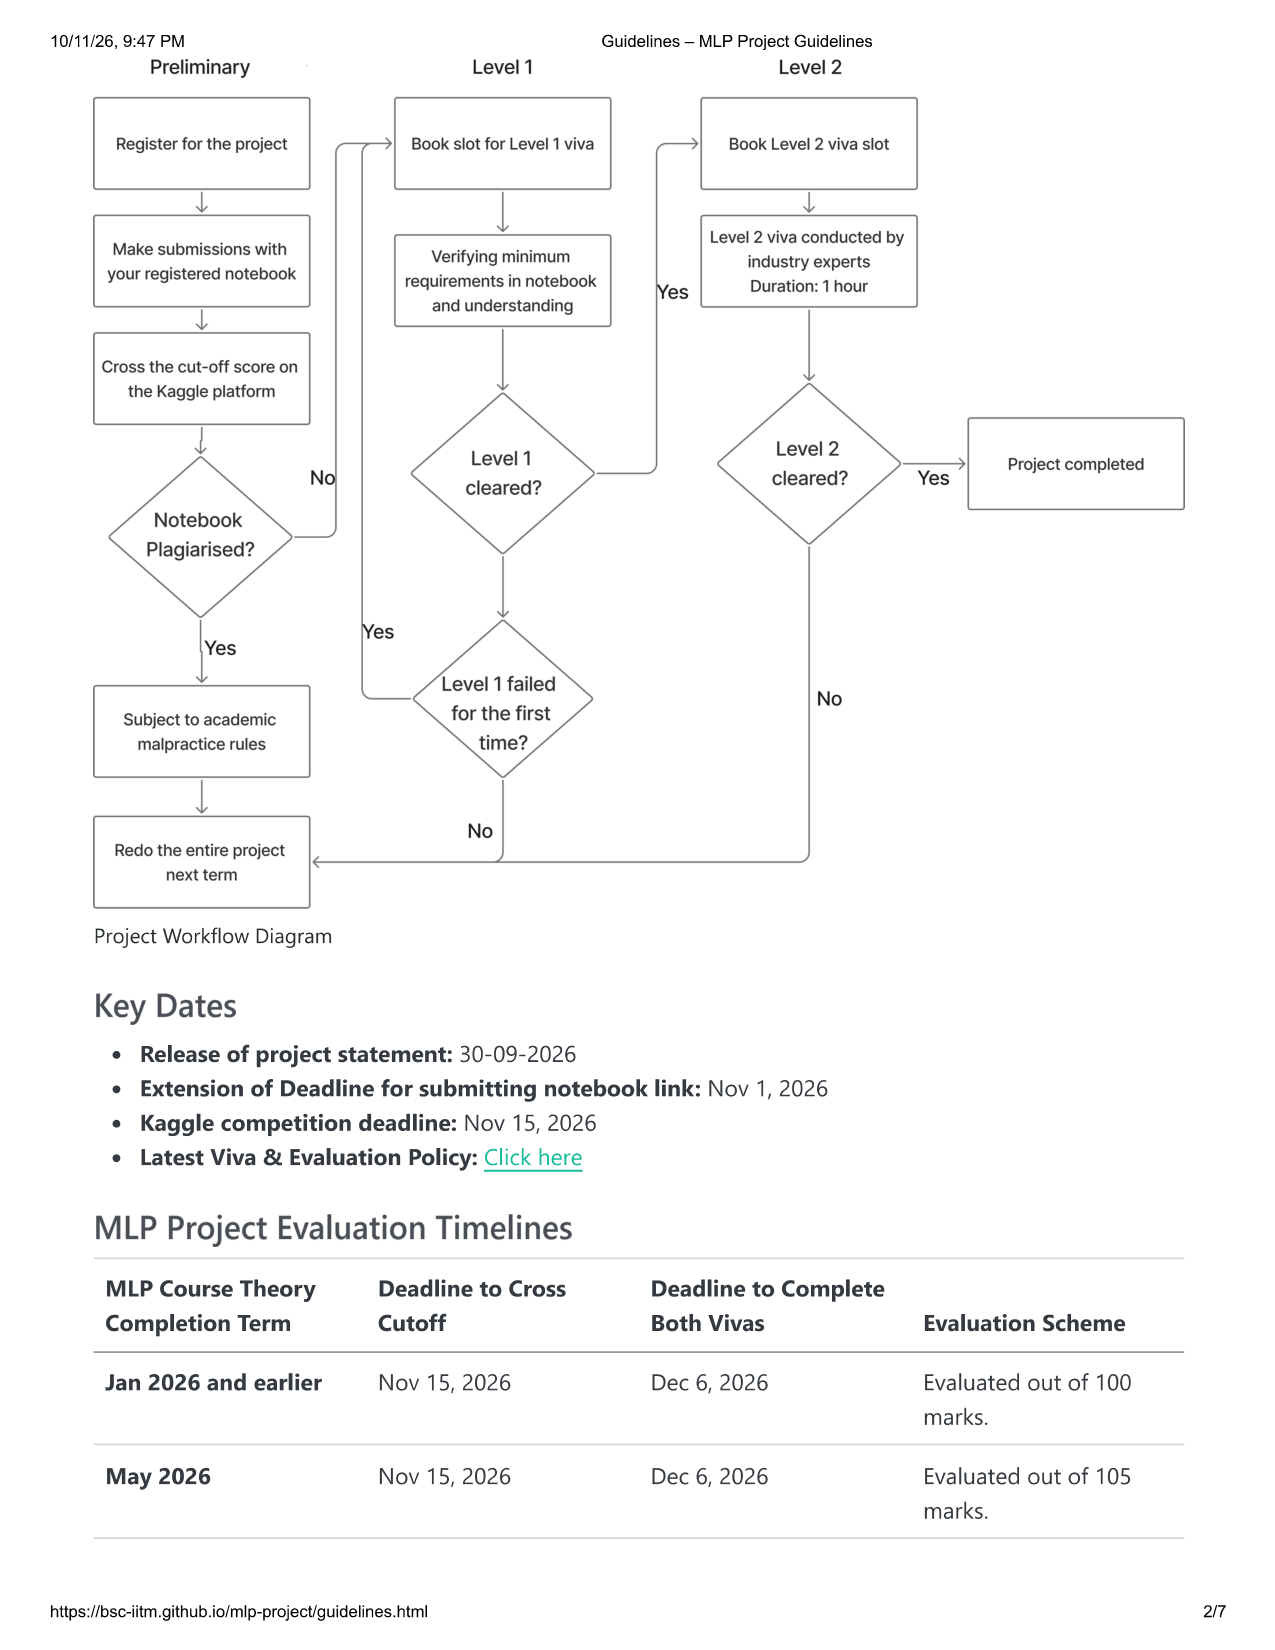 10/11/26, 9:47 PM
Guidelines – MLP Project Guidelines
Preliminary
Level 1
Level 2
Register for the project
Make submissions with
your registered notebook
Cross the cut-off score on
the Kaggle platform
No
Notebook
Plagiarised?
Yes
Subject to academic
malpractice rules
Redo the entire project
next term
Book slot for Level 1 viva
Verifying minimum
requirements in notebook
and understanding
Level 1
cleared?
Yes
Yes
Level 1 failed
for the first
time?
No
Book Level 2 viva slot
Level 2 viva conducted by
industry experts
Duration: 1 hour
Level 2
cleared?
Yes
No
Project completed
Project Workflow Diagram
Key Dates
• Release of project statement: 30-09-2026
• Extension of Deadline for submitting notebook link: Nov 1, 2026
• Kaggle competition deadline: Nov 15, 2026
• Latest Viva & Evaluation Policy: Click here
MLP Project Evaluation Timelines
MLP Course Theory
Completion Term
Deadline to Cross
Cutoff
Deadline to Complete
Both Vivas
Evaluation Scheme
Jan 2026 and earlier
Nov 15, 2026
Dec 6, 2026
Evaluated out of 100
marks.
May 2026
Nov 15, 2026
Dec 6, 2026
Evaluated out of 105
marks.
https://bsc-iitm.github.io/mlp-project/guidelines.html
2/7